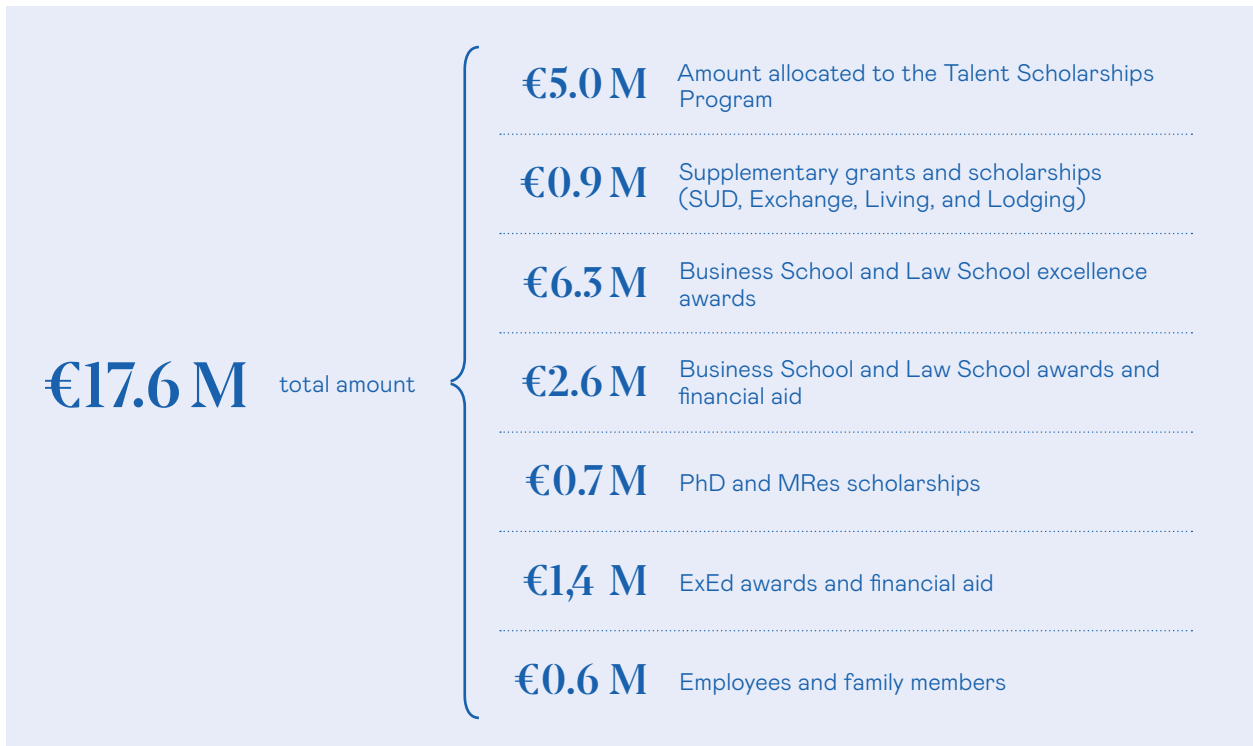 €17.6 M total amount
€5.0 M Amount allocated to the Talent Scholarships
Program
€0.9 M Supplementary grants and scholarships
(SUD, Exchange, Living, and Lodging)
€6.3 M Business School and Law School excellence
awards
€2.6 M Business School and Law School awards and
financial aid
€0.7 M PhD and MRes scholarships
€1,4 M ExEd awards and financial aid
€0.6 M Employees and family members